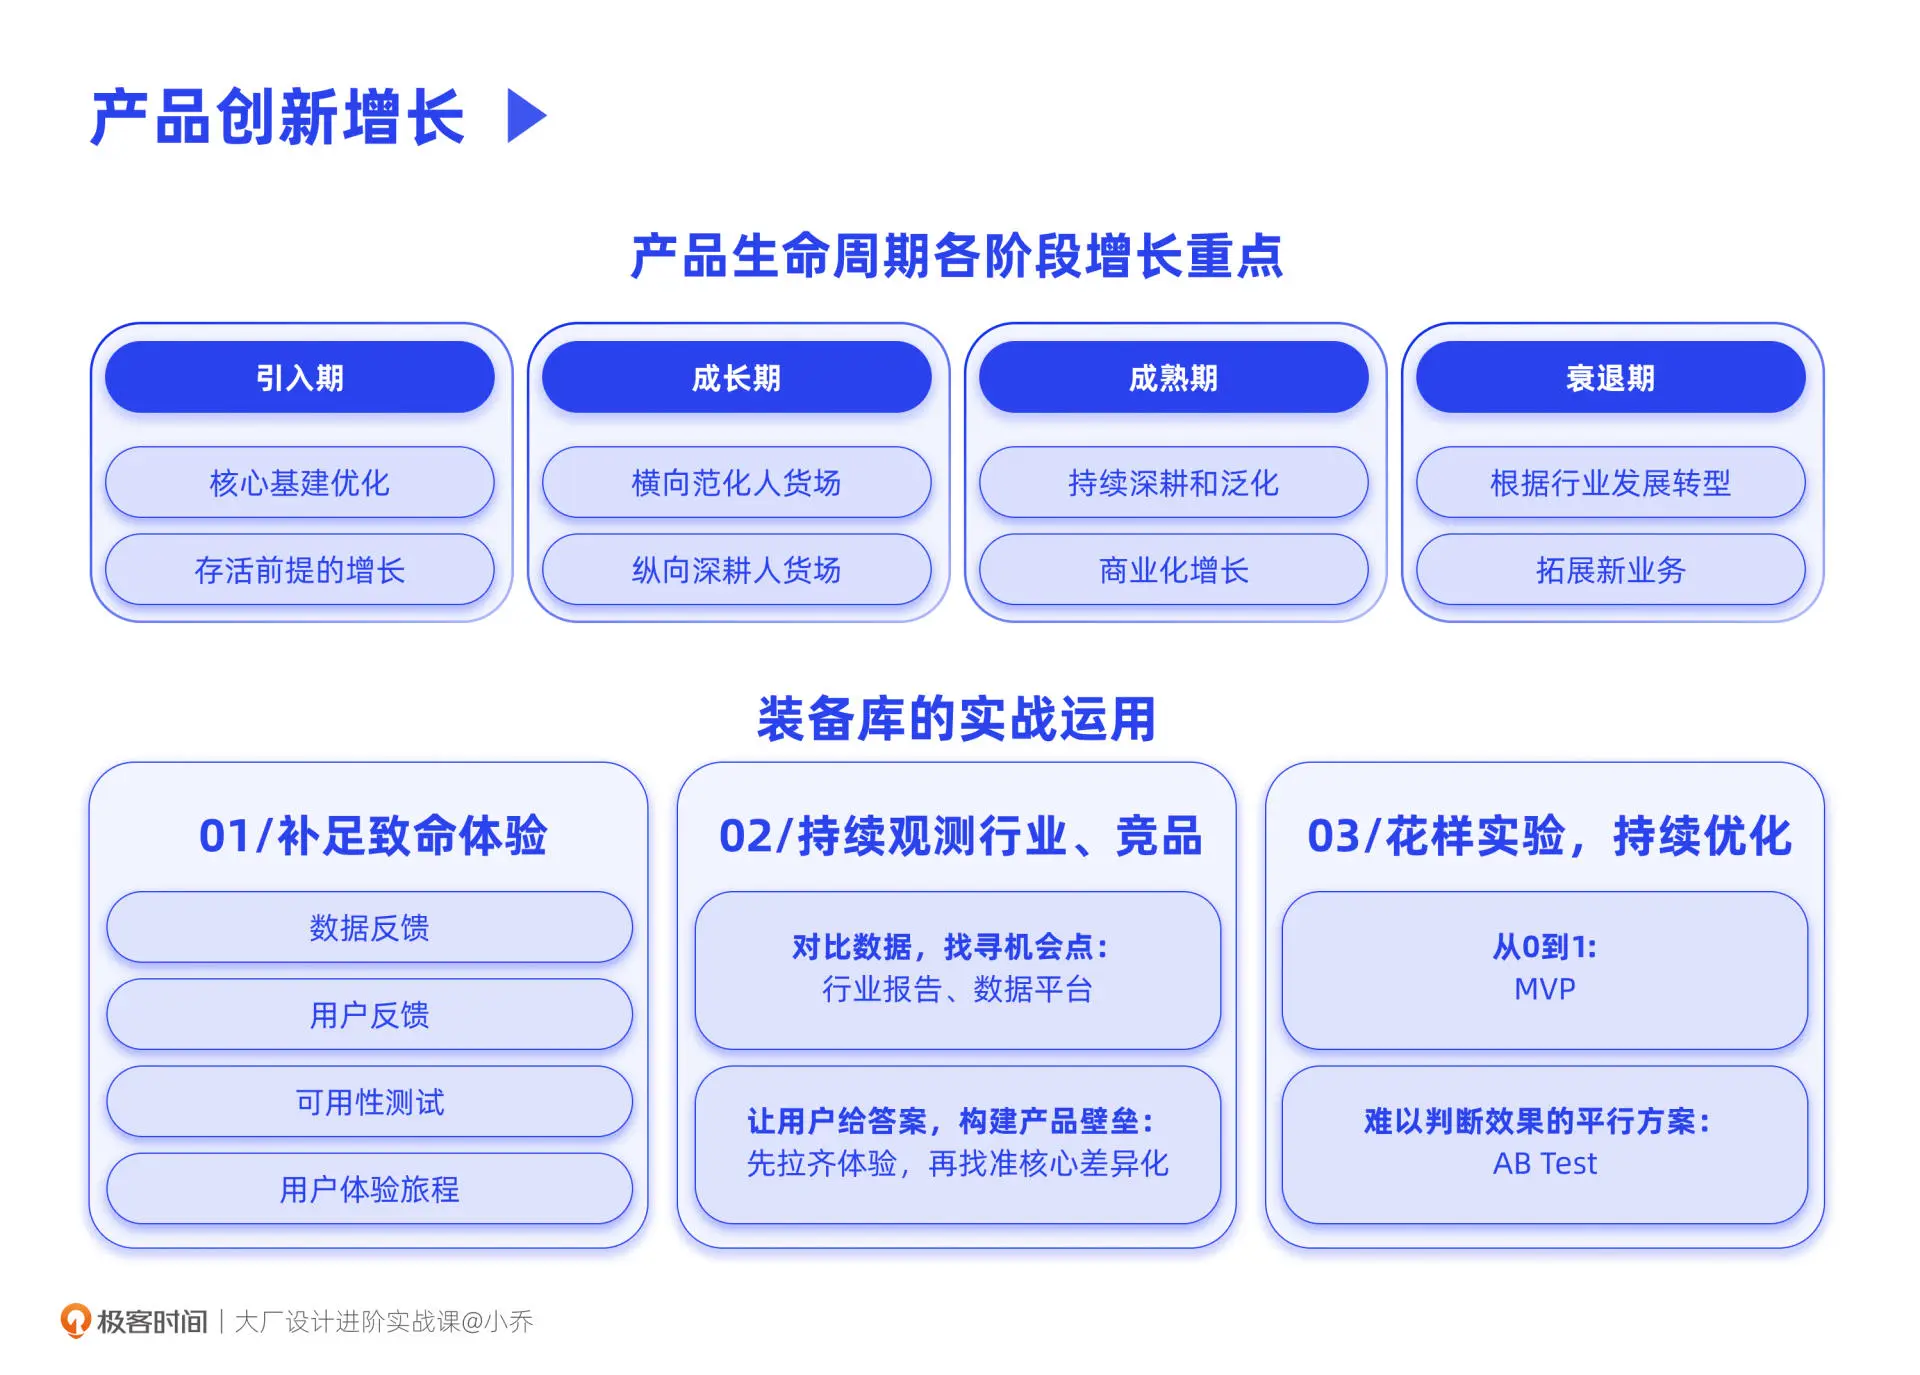 产品创新增长
产品生命周期各阶段增长重点
引入期
核心基建优化
存活前提的增长
成长期
横向范化人货场
纵向深耕人货场
成熟期
持续深耕和泛化
商业化增长
衰退期
根据行业发展转型
拓展新业务
装备库的实战运用
01/补足致命体验
数据反馈
用户反馈
可用性测试
用户体验旅程
02/持续观测行业、竞品
对比数据，找寻机会点：
行业报告、数据平台
让用户给答案，构建产品壁垒：
先拉齐体验，再找准核心差异化
03/花样实验，持续优化
从0到1:
MVP
难以判断效果的平行方案：
AB Test
极客时间｜大厂设计进阶实战课@小乔